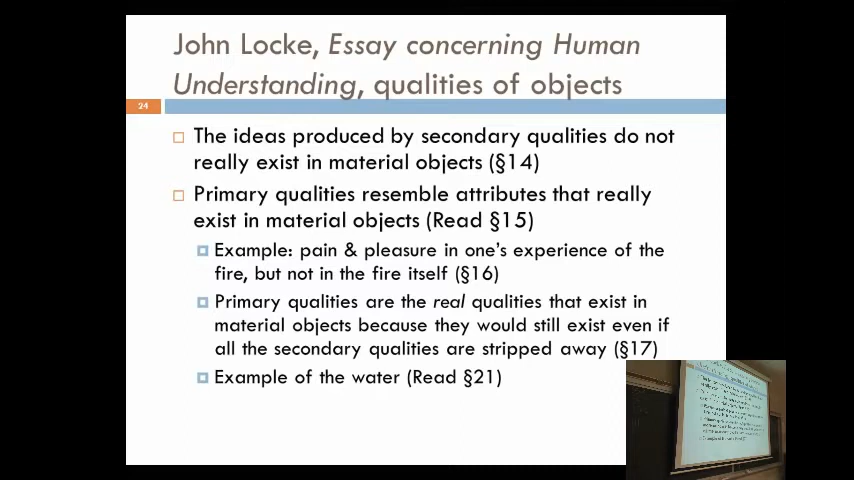 John Locke, Essay concerning Human
Understanding, qualities of objects
24
The ideas produced by secondary qualities do not
really exist in material objects (§14)
Primary qualities resemble attributes that really
exist in material objects (Read §15)
Example: pain & pleasure in one's experience of the
fire, but not in the fire itself (§16)
Primary qualities are the real qualities that exist in
material objects because they would still exist even if
all the secondary qualities are stripped away (§17)
Example of the water (Read §21)